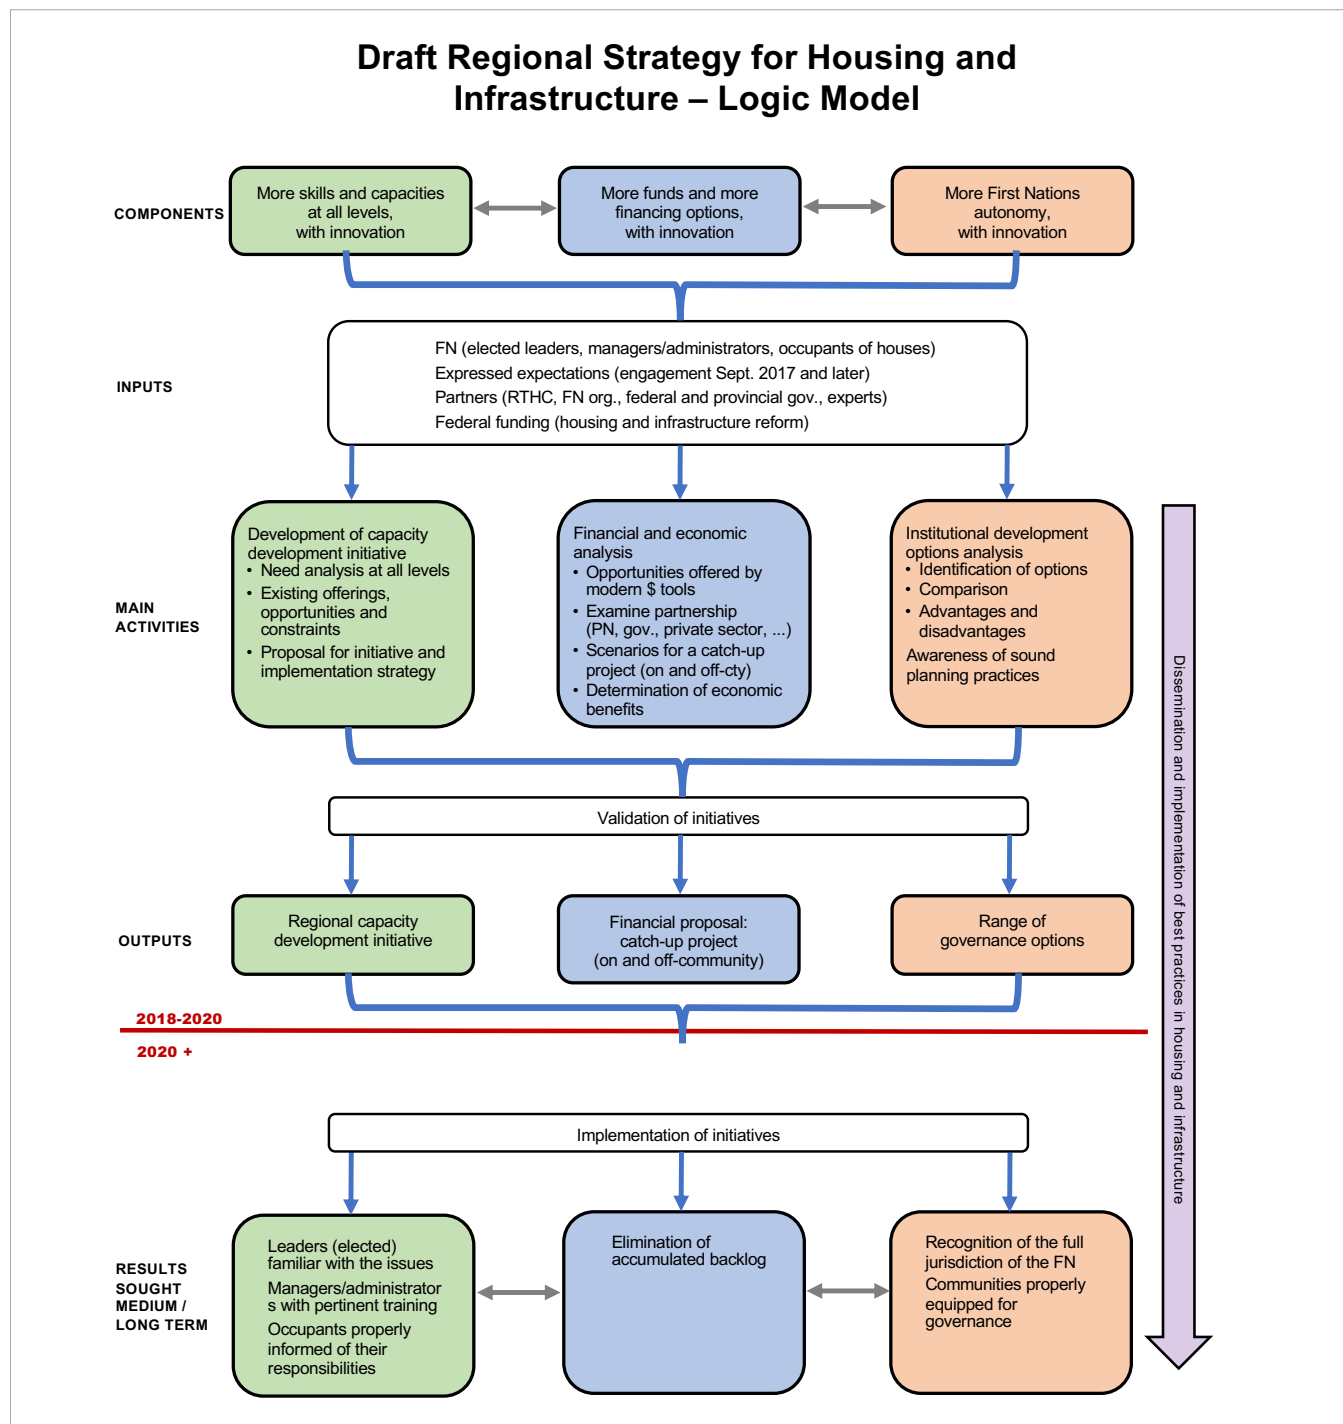 Draft Regional Strategy for Housing and
Infrastructure – Logic Model
COMPONENTS
More skills and capacities
at all levels,
with innovation
More funds and more
financing options,
with innovation
More First Nations
autonomy,
with innovation
INPUTS
FN (elected leaders, managers/administrators, occupants of houses)
Expressed expectations (engagement Sept. 2017 and later)
Partners (RTHC, FN org., federal and provincial gov., experts)
Federal funding (housing and infrastructure reform)
MAIN
ACTIVITIES
Development of capacity
development initiative
• Need analysis at all levels
• Existing offerings,
opportunities and
constraints
• Proposal for initiative and
implementation strategy
Financial and economic
analysis
• Opportunities offered by
modern $ tools
• Examine partnership
(PN, gov., private sector, ...)
• Scenarios for a catch-up
project (on and off-cty)
• Determination of economic
benefits
Institutional development
options analysis
• Identification of options
• Comparison
• Advantages and
disadvantages
Awareness of sound
planning practices
Dissemination and implementation of best practices in housing and infrastructure
Validation of initiatives
OUTPUTS
Regional capacity
development initiative
Financial proposal:
catch-up project
(on and off-community)
Range of
governance options
2018-2020
2020 +
Implementation of initiatives
RESULTS
SOUGHT
MEDIUM /
LONG TERM
Leaders (elected)
familiar with the issues
Managers/administrator
s with pertinent training
Occupants properly
informed of their
responsibilities
Elimination of
accumulated backlog
Recognition of the full
jurisdiction of the FN
Communities properly
equipped for
governance